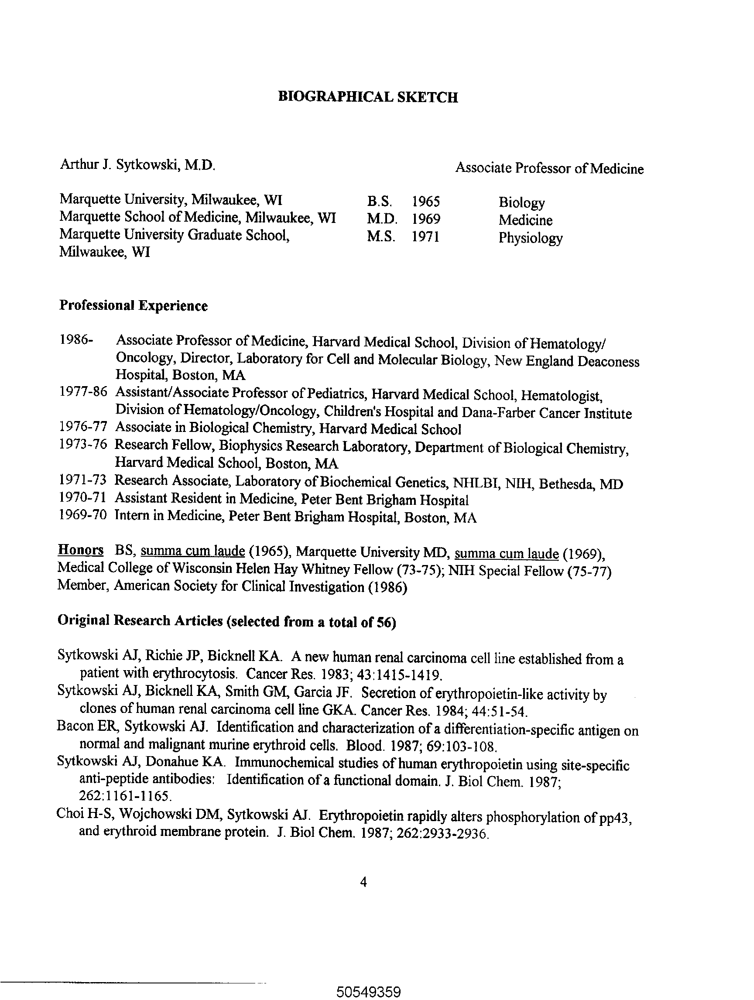 BIOGRAPHICAL SKETCH
Arthur J. Sytkowski, M.D. Associate Professor of Medicine
Marquette University, Milwaukee, WI B.S. 1965 Biology
Marquette School of Medicine, Milwaukee, WI M.D. 1969 Medicine
Marquette University Graduate School, M.S. 1971 Physiology
Milwaukee, WI
Professional Experience
1986- Associate Professor of Medicine, Harvard Medical School, Division of Hematology/
Oncology, Director, Laboratory for Cell and Molecular Biology, New England Deaconess
Hospital, Boston, MA
1977-86 Assistant/Associate Professor of Pediatrics, Harvard Medical School, Hematologist,
Division of Hematology/Oncology, Children's Hospital and Dana-Farber Cancer Institute
1976-77 Associate in Biological Chemistry, Harvard Medical School
1973-76 Research Fellow, Biophysics Research Laboratory, Department of Biological Chemistry,
Harvard Medical School, Boston, MA
1971-73 Research Associate, Laboratory of Biochemical Genetics, NHLBI, NIH, Bethesda, MD
1970-71 Assistant Resident in Medicine, Peter Bent Brigham Hospital
1969-70 Intern in Medicine, Peter Bent Brigham Hospital, Boston, MA
Honors BS, summa cum laude (1965), Marquette University MD, summa cum laude (1969),
Medical College of Wisconsin Helen Hay Whitney Fellow (73-75); NIH Special Fellow (75-77)
Member, American Society for Clinical Investigation (1986)
Original Research Articles (selected from a total of 56)
Sytkowski AJ, Richie JP, Bicknell KA. A new human renal carcinoma cell line established from a
patient with erythrocytosis. Cancer Res. 1983; 43:1415-1419.
Sytkowski AJ, Bicknell KA, Smith GM, Garcia JF. Secretion of erythropoietin-like activity by
clones of human renal carcinoma cell line GKA. Cancer Res. 1984; 44:51-54.
Bacon ER, Sytkowski AJ. Identification and characterization of a differentiation-specific antigen on
normal and malignant murine erythroid cells. Blood. 1987; 69:103-108.
Sytkowski AJ, Donahue KA. Immunochemical studies of human erythropoietin using site-specific
anti-peptide antibodies: Identification of a functional domain. J. Biol Chem. 1987;
262:1161-1165.
Choi H-S, Wojchowski DM, Sytkowski AJ. Erythropoietin rapidly alters phosphorylation of pp43,
and erythroid membrane protein. J. Biol Chem. 1987; 262:2933-2936.
4
50549359